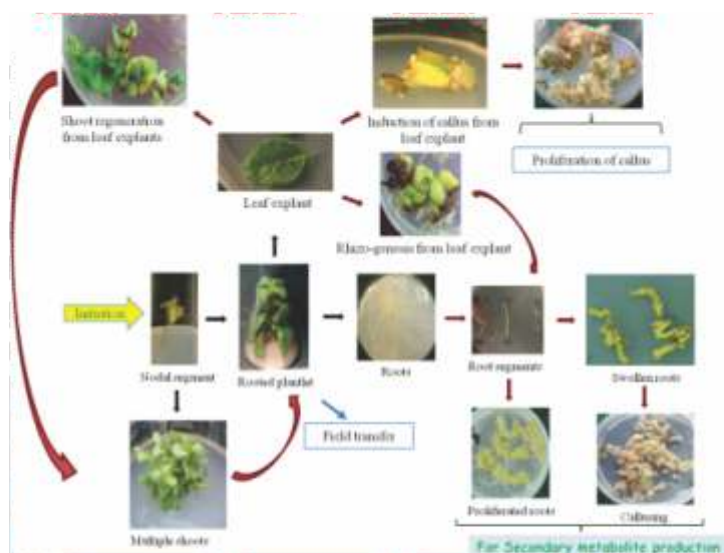 Shoot regeneration
from leaf explants
Induction of callus from
leaf explant
Proliferation of callus
Leaf explant
Rhizo-genesis from leaf explant
Initiation
Nodal segment
Rooted plantlet
Roots
Root segments
Swollen roots
Field transfer
Multiple shoots
Proliferated roots
Callusing
For Secondary metabolite production